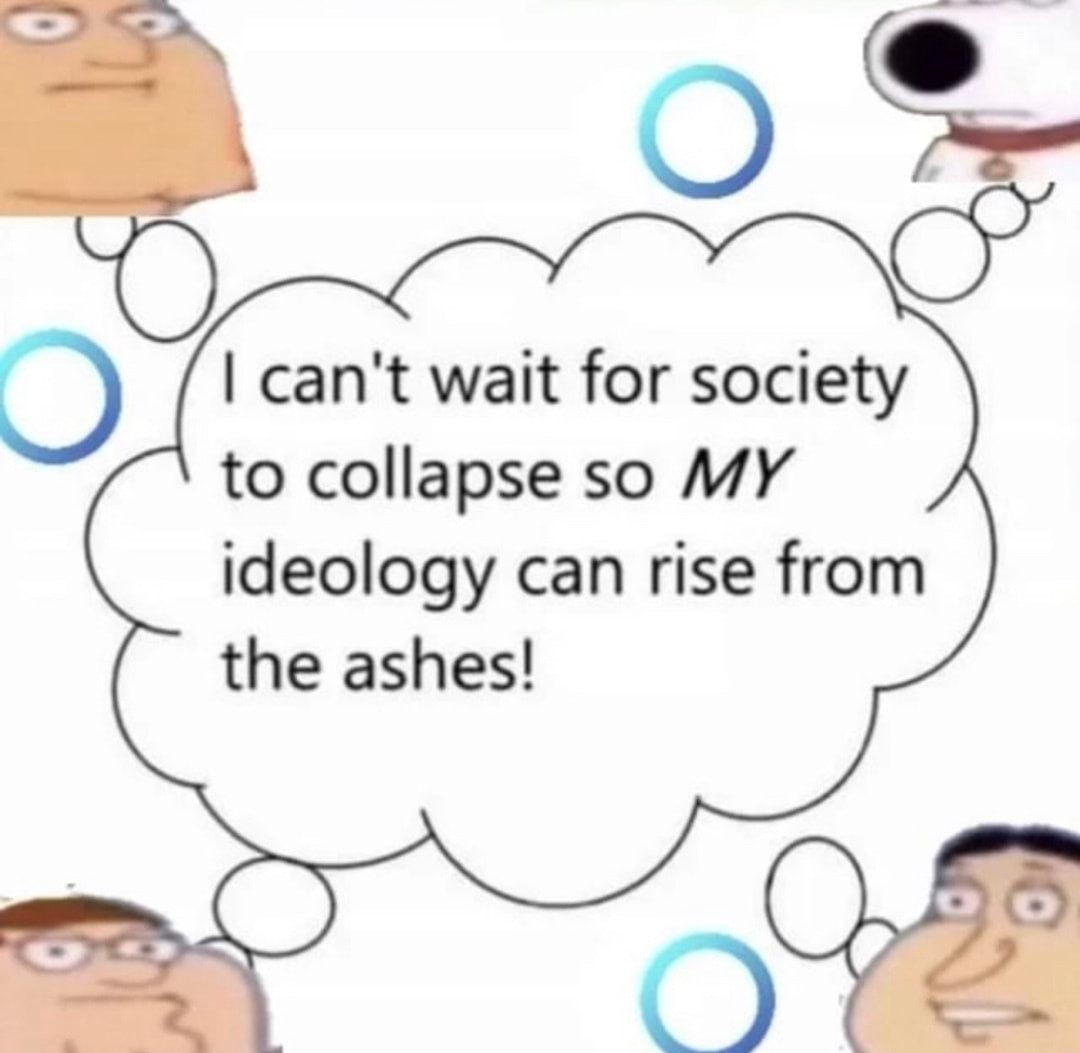 I can't wait for society
to collapse so MY
ideology can rise from
the ashes!